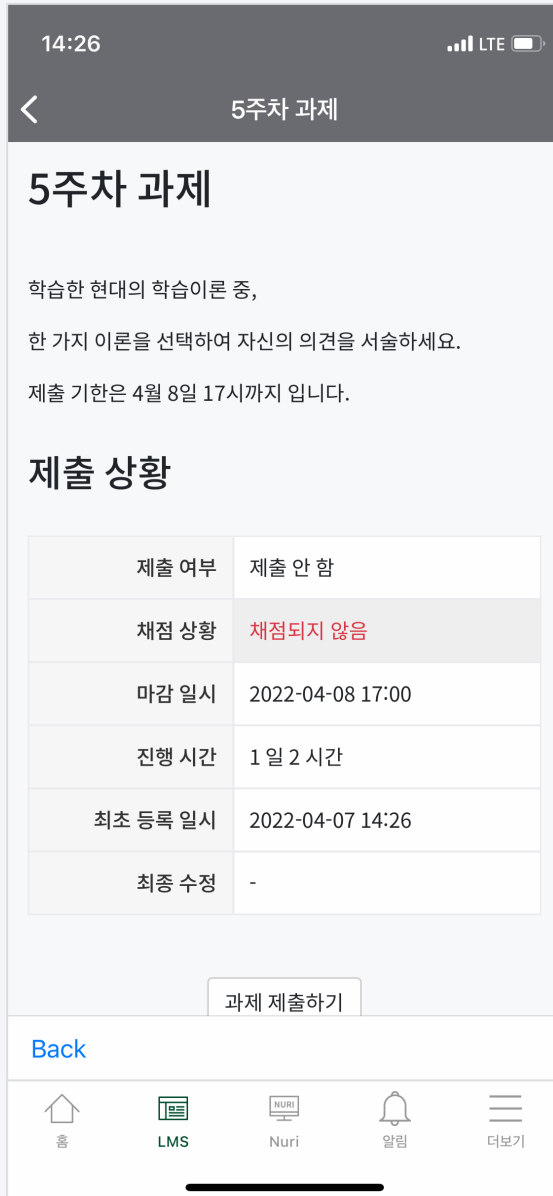 14:26
LTE
5주차 과제
5주차 과제
학습한 현대의 학습이론 중,
한 가지 이론을 선택하여 자신의 의견을 서술하세요.
제출 기한은 4월 8일 17시까지 입니다.
제출 상황
제출 여부 제출 안 함
채점 상황 채점되지 않음
마감 일시 2022-04-08 17:00
진행 시간 1 일 2 시간
최초 등록 일시 2022-04-07 14:26
최종 수정 -
과제 제출하기
Back
NURI
홈 LMS Nuri 알림 더보기